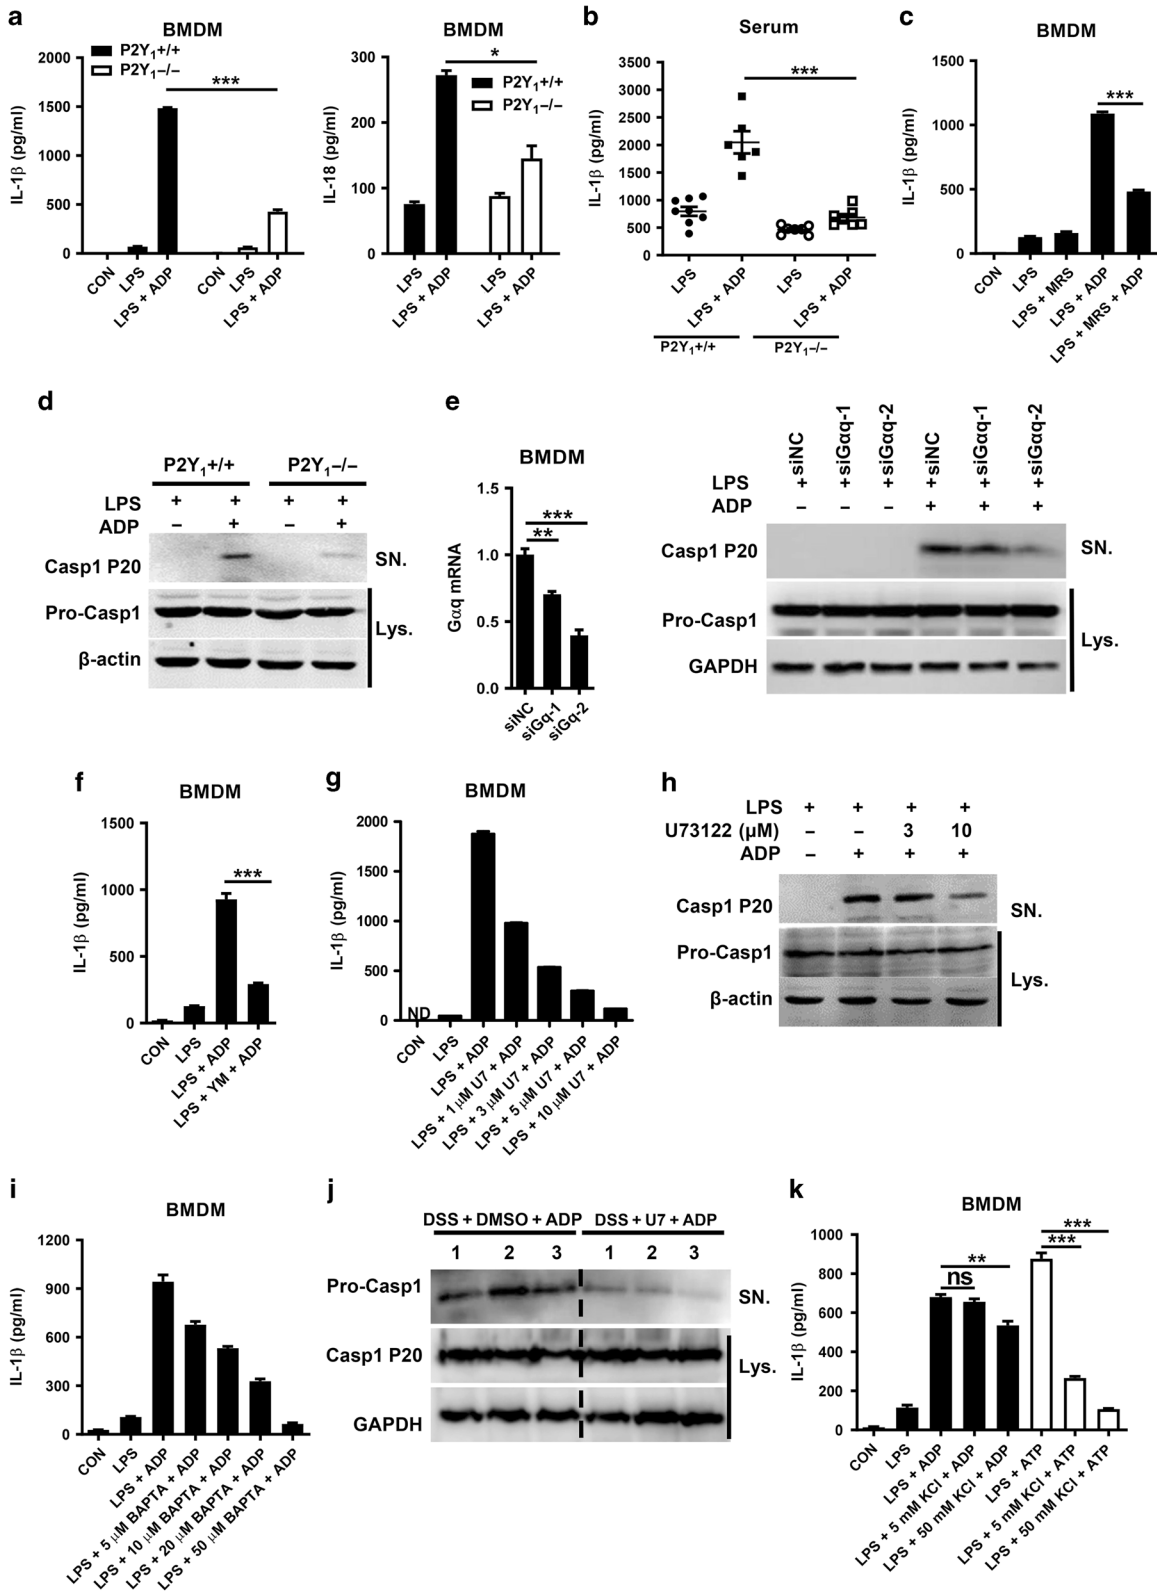 a
BMDM
P2Y1+/+
P2Y1−/−
***
IL-1β (pg/ml)
2000
1500
1000
500
0
CON
LPS
LPS + ADP
CON
LPS
LPS + ADP
BMDM
*
P2Y1+/+
P2Y1−/−
IL-18 (pg/ml)
300
200
100
0
LPS
LPS + ADP
LPS
LPS + ADP
b
Serum
***
IL-1β (pg/ml)
3500
3000
2500
2000
1500
1000
500
0
LPS
LPS + ADP
LPS
LPS + ADP
P2Y1+/+
P2Y1−/−
c
BMDM
***
IL-1β (pg/ml)
1500
1000
500
0
CON
LPS
LPS + MRS
LPS + ADP
LPS + MRS + ADP
d
P2Y1+/+ P2Y1−/−
LPS + + + +
ADP − + − +
Casp1 P20 SN.
Pro-Casp1
Lys.
β-actin
e
BMDM
***
**
Gαq mRNA
1.5
1.0
0.5
0.0
siNC
siGq-1
siGq-2
siNC
siGαq-1
siGαq-2
siNC
siGαq-1
siGαq-2
+ + + + + +
LPS + + + + + +
ADP − − − + + +
Casp1 P20 SN.
Pro-Casp1
Lys.
GAPDH
f
BMDM
***
IL-1β (pg/ml)
1500
1000
500
0
CON
LPS
LPS + ADP
LPS + YM + ADP
g
BMDM
IL-1β (pg/ml)
2000
1500
1000
500
0
ND
CON
LPS
LPS + ADP
LPS + 1 μM U7 + ADP
LPS + 3 μM U7 + ADP
LPS + 5 μM U7 + ADP
LPS + 10 μM U7 + ADP
h
LPS + + + +
U73122 (μM) − − 3 10
ADP − + + +
Casp1 P20 SN.
Pro-Casp1
Lys.
β-actin
i
BMDM
IL-1β (pg/ml)
1200
900
600
300
0
CON
LPS
LPS + ADP
LPS + 5 μM BAPTA + ADP
LPS + 10 μM BAPTA + ADP
LPS + 20 μM BAPTA + ADP
LPS + 50 μM BAPTA + ADP
j
DSS + DMSO + ADP DSS + U7 + ADP
1 2 3 1 2 3
Pro-Casp1 SN.
Casp1 P20
Lys.
GAPDH
k
BMDM
***
***
**
ns
IL-1β (pg/ml)
1000
800
600
400
200
0
CON
LPS
LPS + ADP
LPS + 5 mM KCl + ADP
LPS + 50 mM KCl + ADP
LPS + ATP
LPS + 5 mM KCl + ATP
LPS + 50 mM KCl + ATP